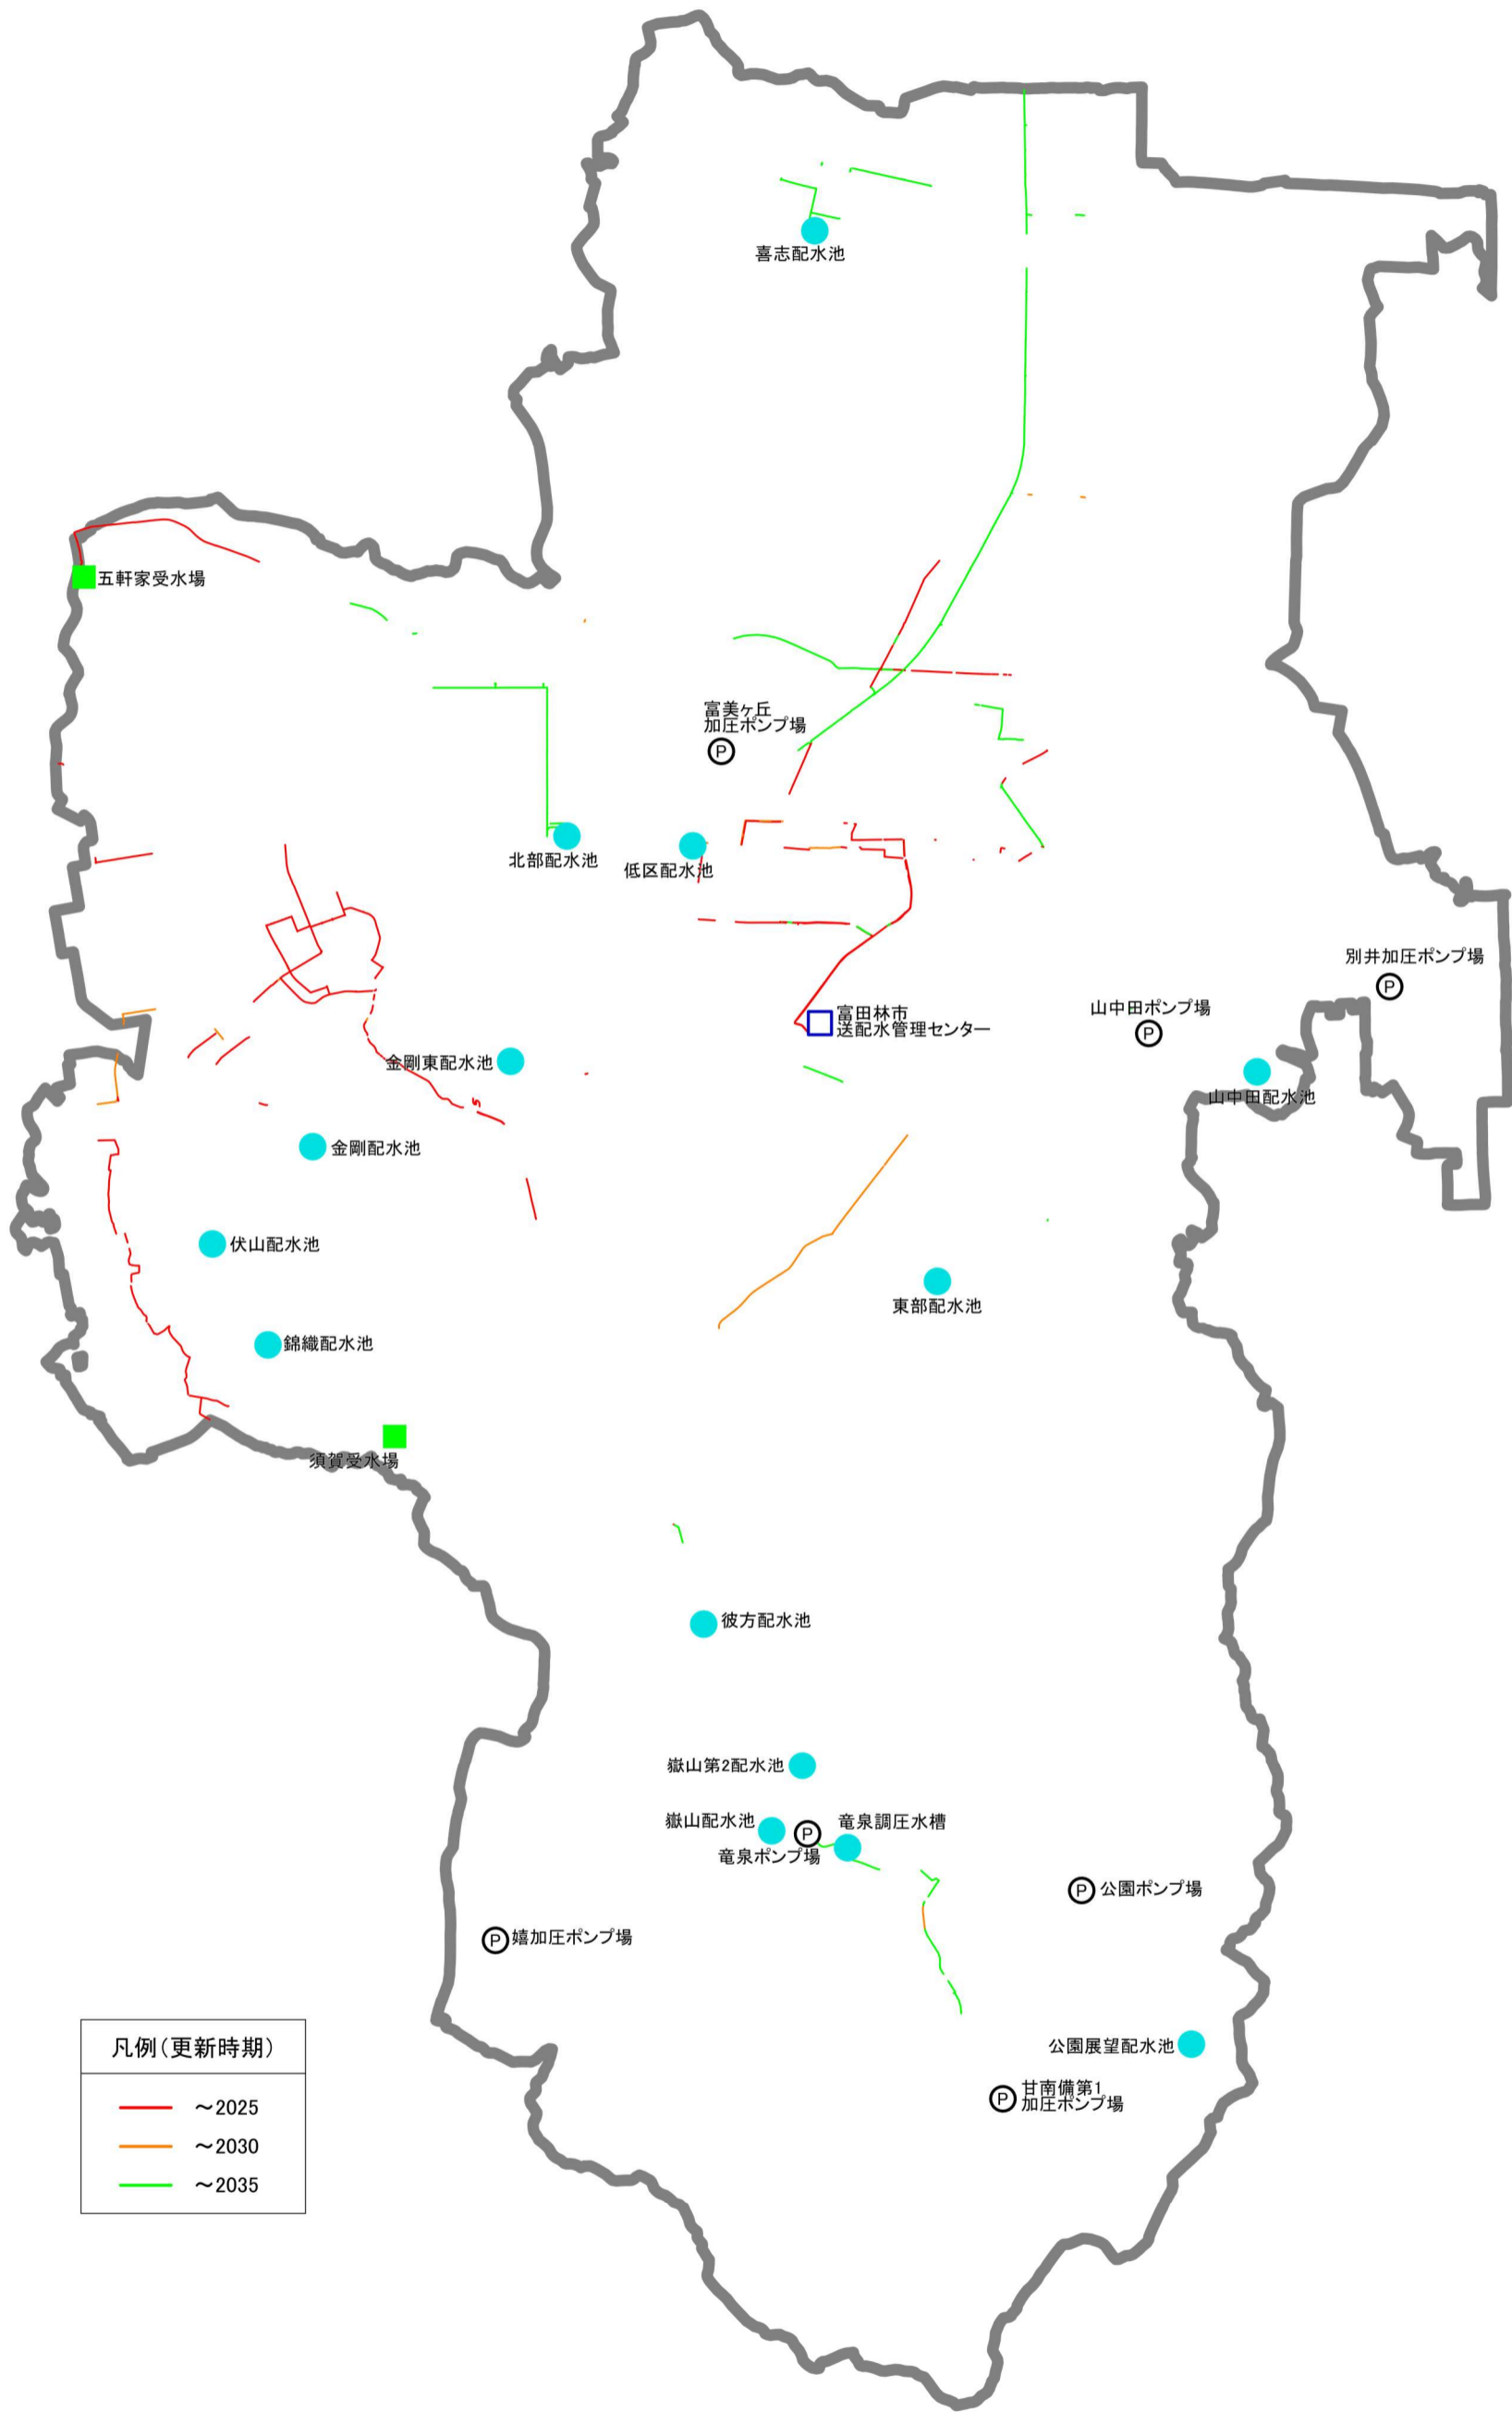 喜志配水池
五軒家受水場
富美ヶ丘
加圧ポンプ場
P
北部配水池
低区配水池
別井加圧ポンプ場
P
山中田ポンプ場
P
富田林市
送配水管理センター
金剛東配水池
山中田配水池
金剛配水池
伏山配水池
東部配水池
錦織配水池
須賀受水場
彼方配水池
嶽山第2配水池
嶽山配水池
P
竜泉調圧水槽
竜泉ポンプ場
P
公園ポンプ場
P
嬉加圧ポンプ場
公園展望配水池
P
甘南備第1
加圧ポンプ場
凡例(更新時期)
～2025
～2030
～2035